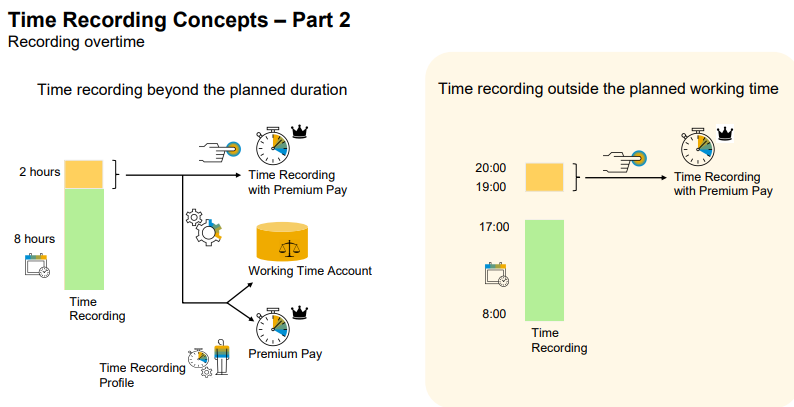 Time Recording Concepts – Part 2
Recording overtime
Time recording beyond the planned duration
2 hours
8 hours
Time
Recording
Time Recording
with Premium Pay
Working Time Account
Premium Pay
Time Recording
Profile
Time recording outside the planned working time
20:00
19:00
17:00
8:00
Time
Recording
Time Recording
with Premium Pay